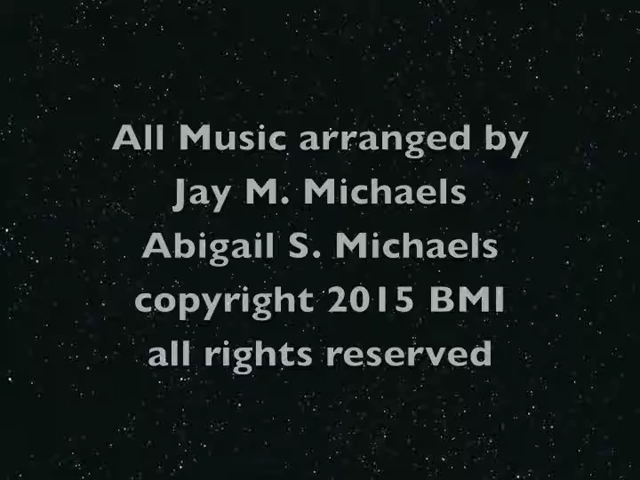 All Music arranged by
Jay M. Michaels
Abigail S. Michaels
copyright 2015 BMI
all rights reserved